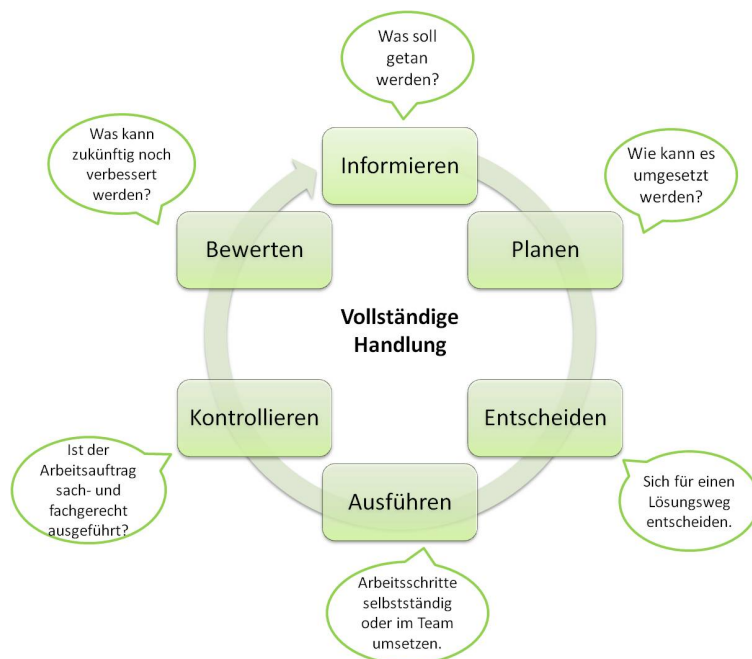 Was soll
getan
werden?
Informieren
Wie kann es
umgesetzt
werden?
Planen
Sich für einen
Lösungsweg
entscheiden.
Entscheiden
Arbeitsschritte
selbstständig
oder im Team
umsetzen.
Ausführen
Ist der
Arbeitsauftrag
sach- und
fachgerecht
ausgeführt?
Kontrollieren
Was kann
zukünftig noch
verbessert
werden?
Bewerten
Vollständige
Handlung